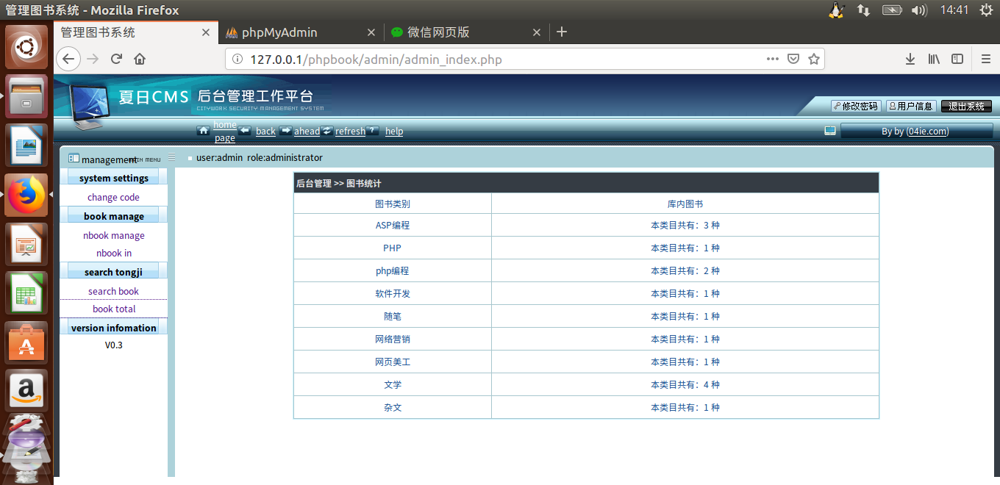 管理图书系统 - Mozilla Firefox
14:41
管理图书系统
phpMyAdmin
微信网页版
127.0.0.1/phpbook/admin/admin_index.php
夏日CMS 后台管理工作平台
CITYWORK SECURITY MANAGEMENT SYSTEM
修改密码 用户信息 退出系统
home page back ahead refresh ? help
By by (04ie.com)
management MAIN MENU
user:admin role:administrator
system settings
change code
book manage
nbook manage
nbook in
search tongji
search book
book total
version infomation
V0.3
后台管理 >> 图书统计
图书类别 库内图书
ASP编程 本类目共有：3 种
PHP 本类目共有：1 种
php编程 本类目共有：2 种
软件开发 本类目共有：1 种
随笔 本类目共有：1 种
网络营销 本类目共有：1 种
网页美工 本类目共有：1 种
文学 本类目共有：4 种
杂文 本类目共有：1 种